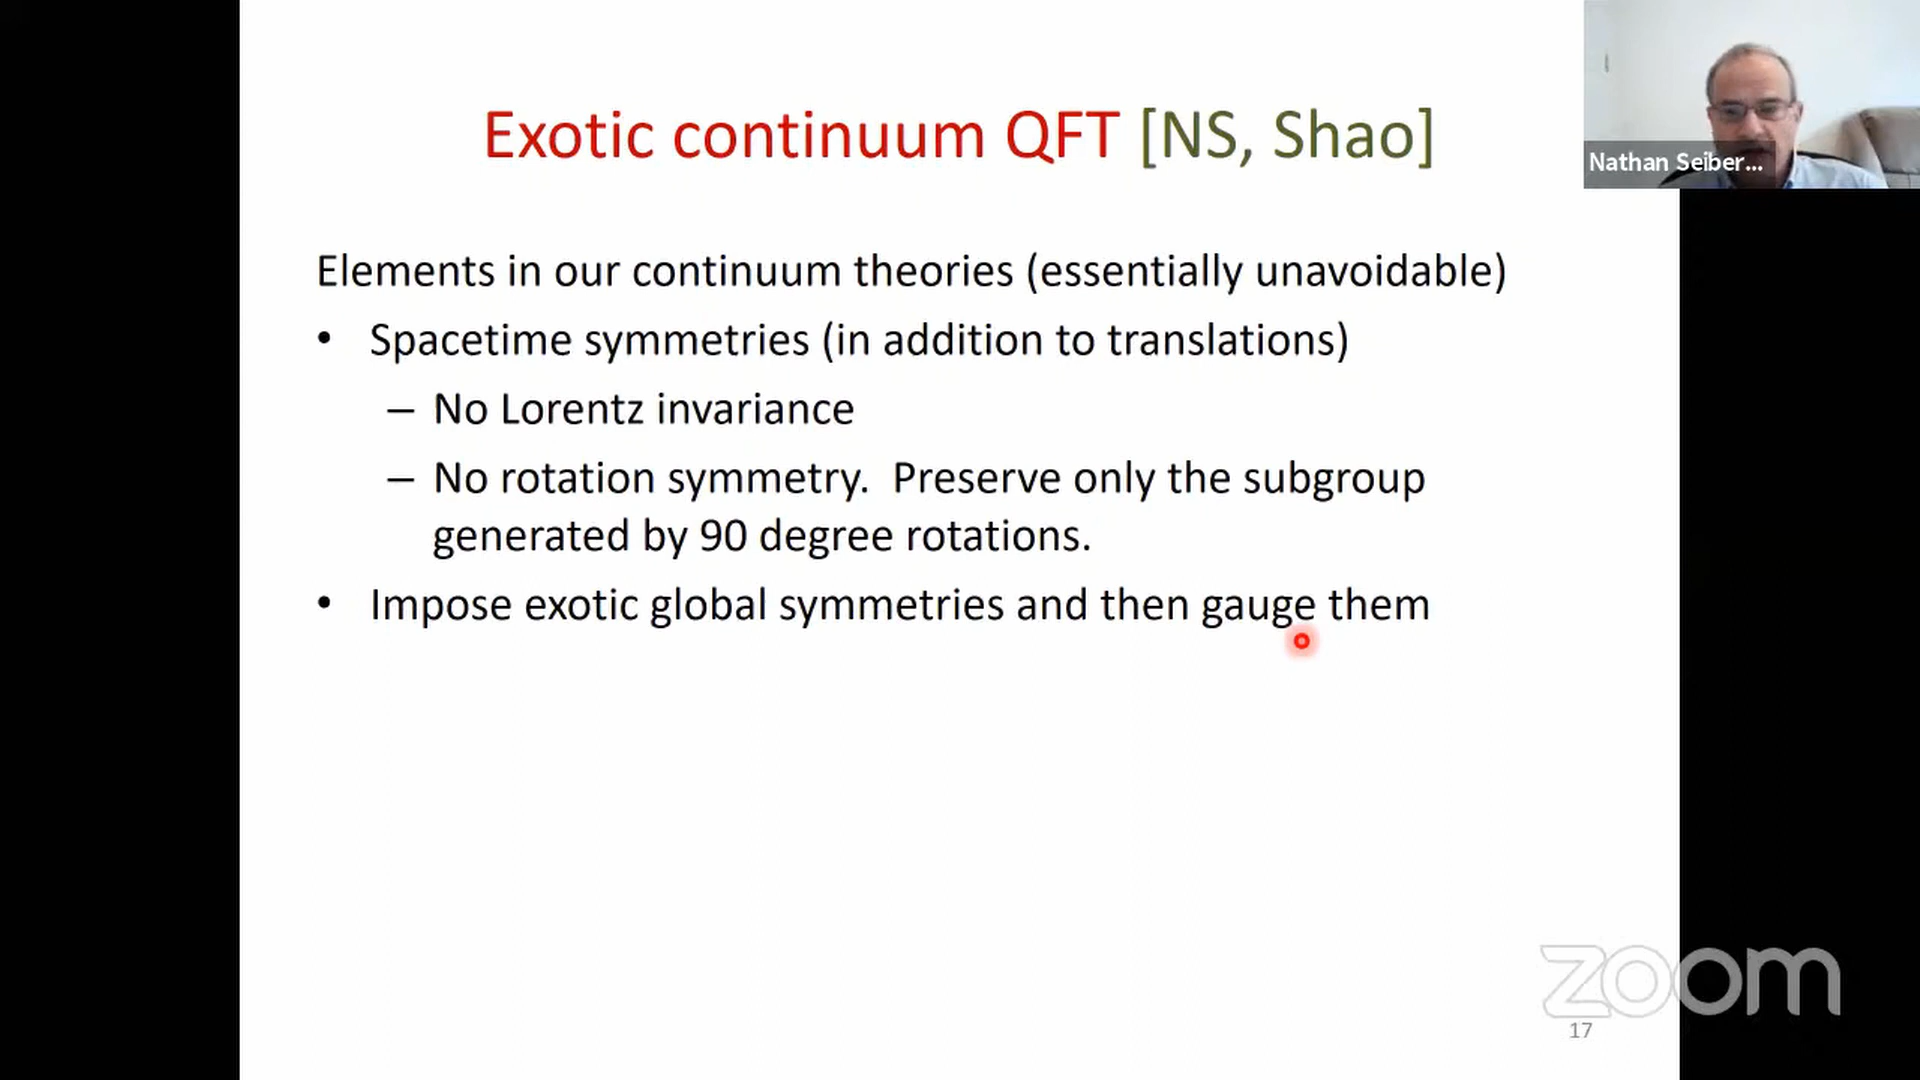 Exotic continuum QFT [NS, Shao]
Nathan Seiber...
Elements in our continuum theories (essentially unavoidable)
• Spacetime symmetries (in addition to translations)
– No Lorentz invariance
– No rotation symmetry. Preserve only the subgroup
generated by 90 degree rotations.
• Impose exotic global symmetries and then gauge them
zoom
17